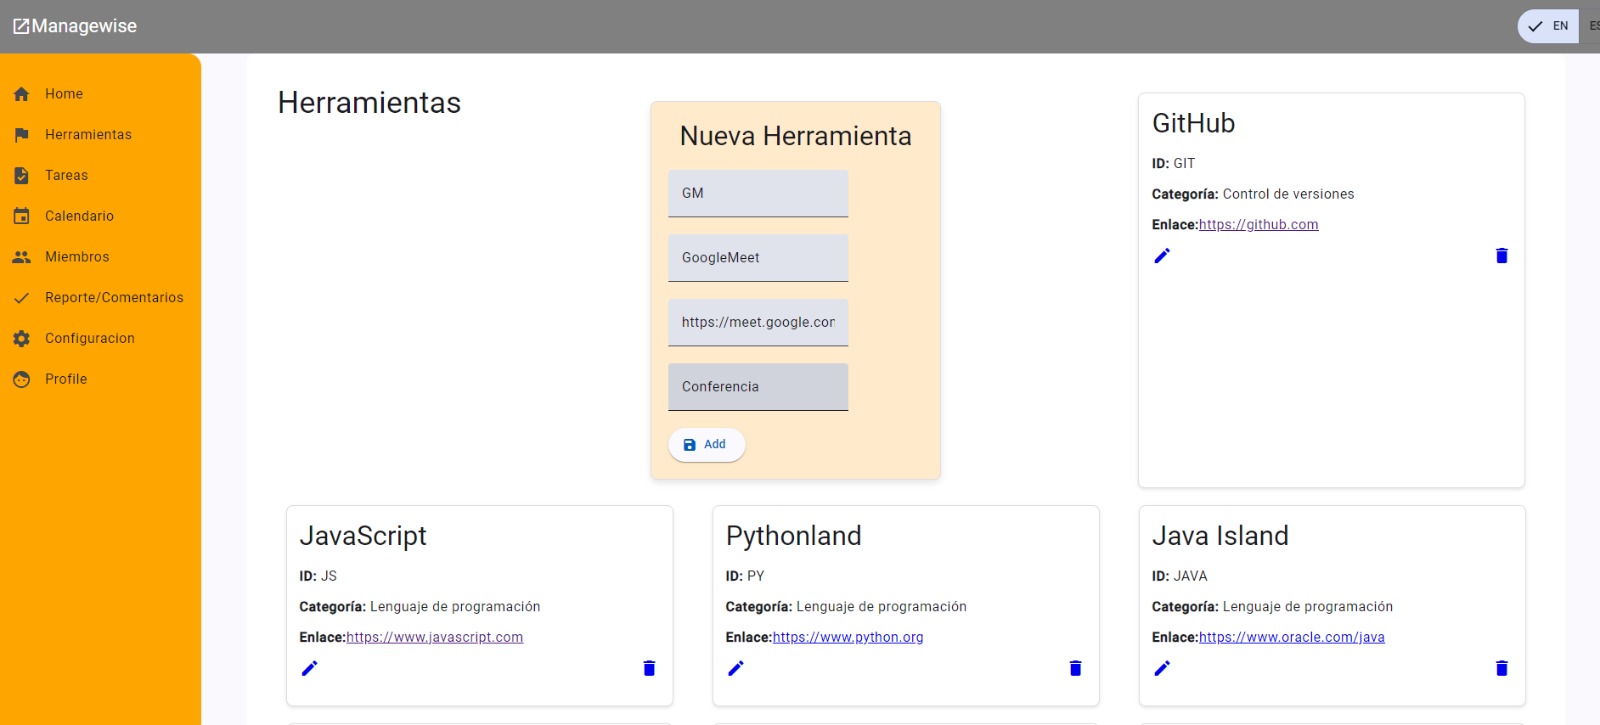 Managewise
EN
ES
Home
Herramientas
Tareas
Calendario
Miembros
Reporte/Comentarios
Configuracion
Profile
Herramientas
Nueva Herramienta
GM
GoogleMeet
https://meet.google.com
Conferencia
Add
GitHub
ID: GIT
Categoría: Control de versiones
Enlace:https://github.com
JavaScript
ID: JS
Categoría: Lenguaje de programación
Enlace:https://www.javascript.com
Pythonland
ID: PY
Categoría: Lenguaje de programación
Enlace:https://www.python.org
Java Island
ID: JAVA
Categoría: Lenguaje de programación
Enlace:https://www.oracle.com/java